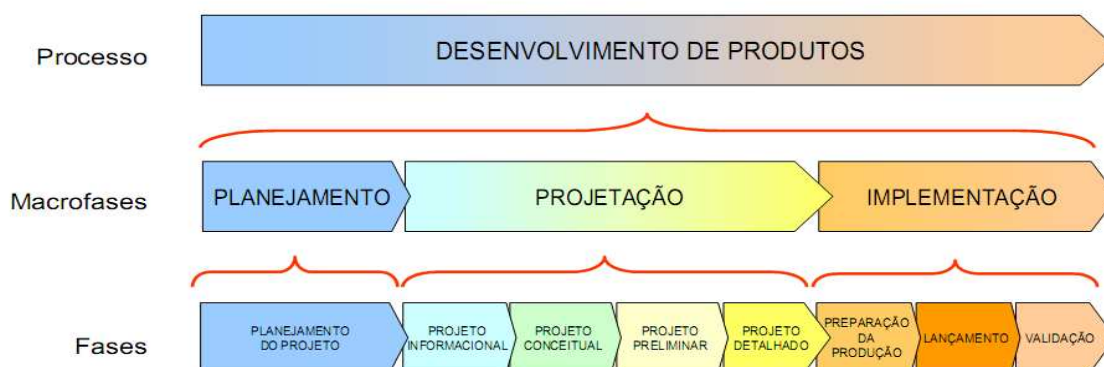 Processo
DESENVOLVIMENTO DE PRODUTOS
Macrofases
PLANEJAMENTO
PROJETAÇÃO
IMPLEMENTAÇÃO
Fases
PLANEJAMENTO
DO PROJETO
PROJETO
INFORMACIONAL
PROJETO
CONCEITUAL
PROJETO
PRELIMINAR
PROJETO
DETALHADO
PREPARAÇÃO
DA
PRODUÇÃO
LANÇAMENTO
VALIDAÇÃO